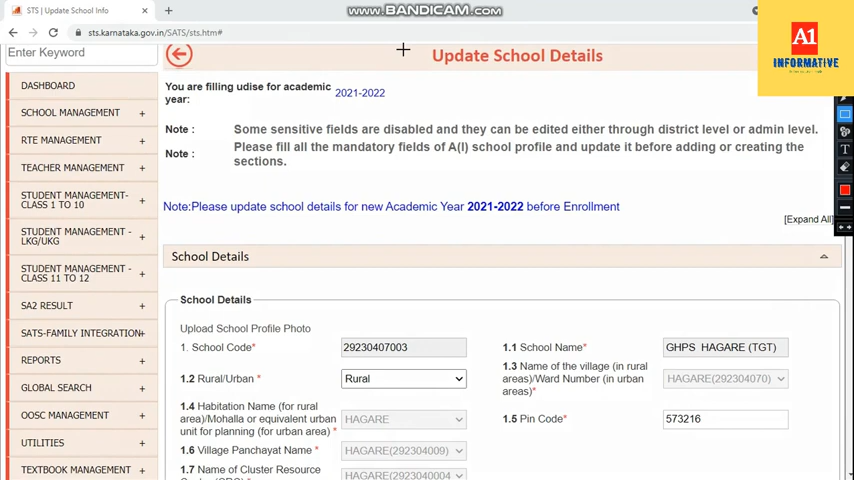 STS | Update School Info
WWW.BANDICAM.COM
sts.karnataka.gov.in/SATS/sts.htm#
A1
INFORMATIVE
Enter Keyword
DASHBOARD
SCHOOL MANAGEMENT +
RTE MANAGEMENT +
TEACHER MANAGEMENT +
STUDENT MANAGEMENT-
CLASS 1 TO 10 +
STUDENT MANAGEMENT -
LKG/UKG +
STUDENT MANAGEMENT -
CLASS 11 TO 12 +
SA2 RESULT +
SATS-FAMILY INTEGRATION +
REPORTS +
GLOBAL SEARCH +
OOSC MANAGEMENT +
UTILITIES +
TEXTBOOK MANAGEMENT +
Update School Details
You are filling udise for academic
year: 2021-2022
Note : Some sensitive fields are disabled and they can be edited either through district level or admin level.
Note : Please fill all the mandatory fields of A(I) school profile and update it before adding or creating the
sections.
Note:Please update school details for new Academic Year 2021-2022 before Enrollment
[Expand All]
School Details
School Details
Upload School Profile Photo
1. School Code* 29230407003
1.1 School Name* GHPS HAGARE (TGT)
1.2 Rural/Urban * Rural
1.3 Name of the village (in rural
areas)/Ward Number (in urban
areas)* HAGARE(292304070)
1.4 Habitation Name (for rural
area)/Mohalla or equivalent urban
unit for planning (for urban area) * HAGARE
1.5 Pin Code* 573216
1.6 Village Panchayat Name * HAGARE(292304009)
1.7 Name of Cluster Resource
HAGARE(2923040004